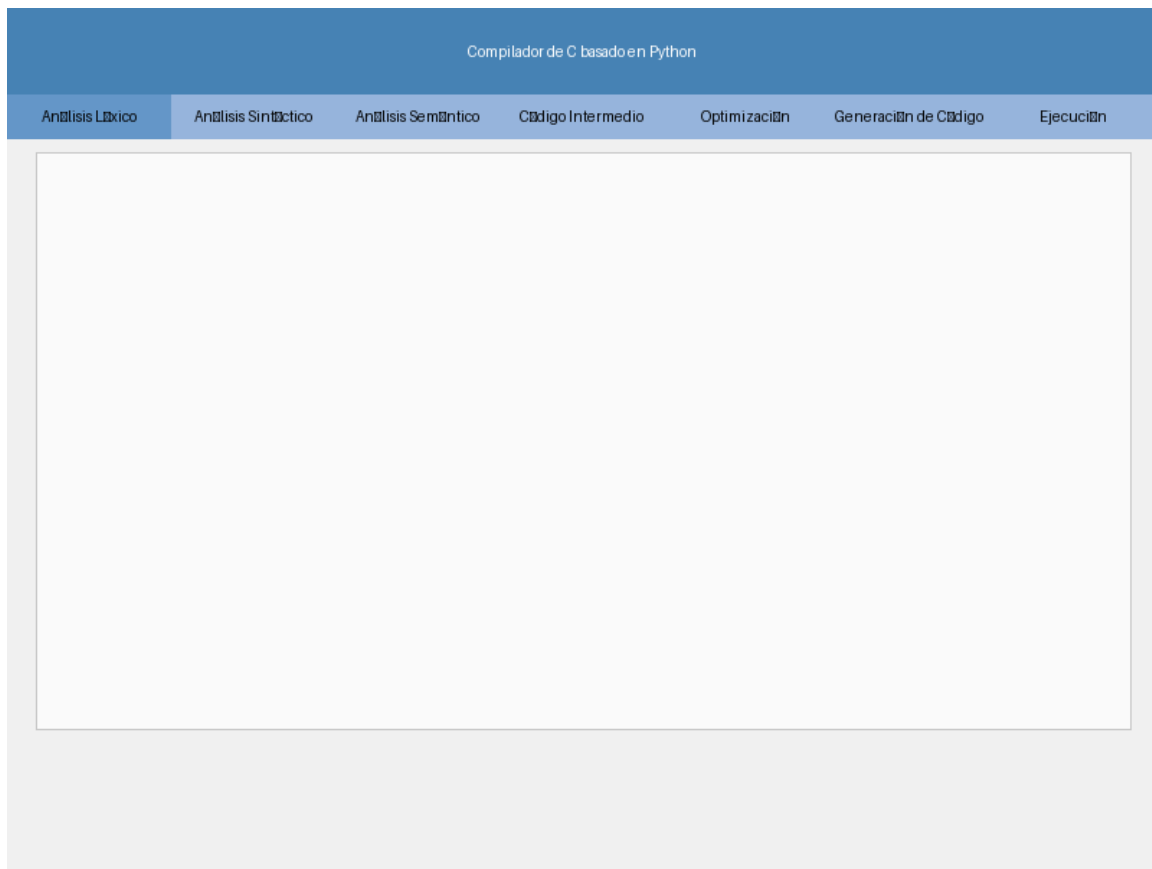 Compilador de C basado en Python
An□lisis L□xico An□lisis Sint□ctico An□lisis Sem□ntico C□digo Intermedio Optimizaci□n Generaci□n de C□digo Ejecuci□n